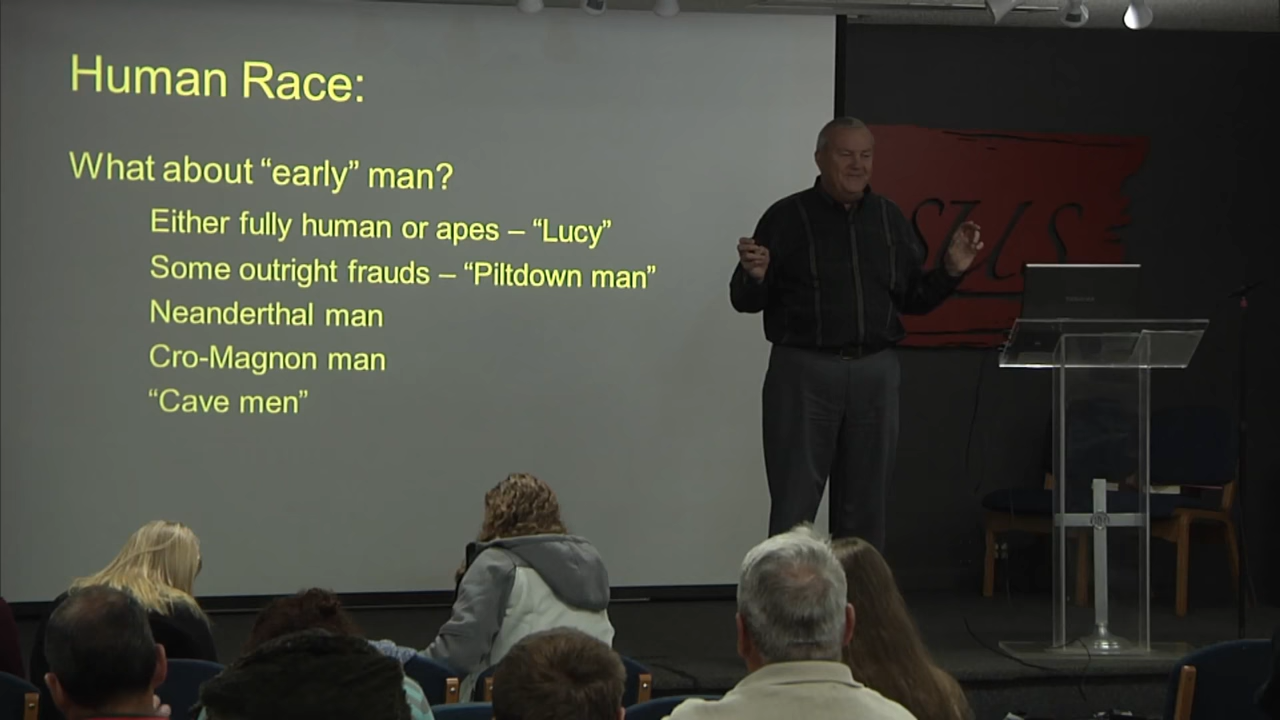 Human Race:
What about “early” man?
Either fully human or apes – “Lucy”
Some outright frauds – “Piltdown man”
Neanderthal man
Cro-Magnon man
“Cave men”